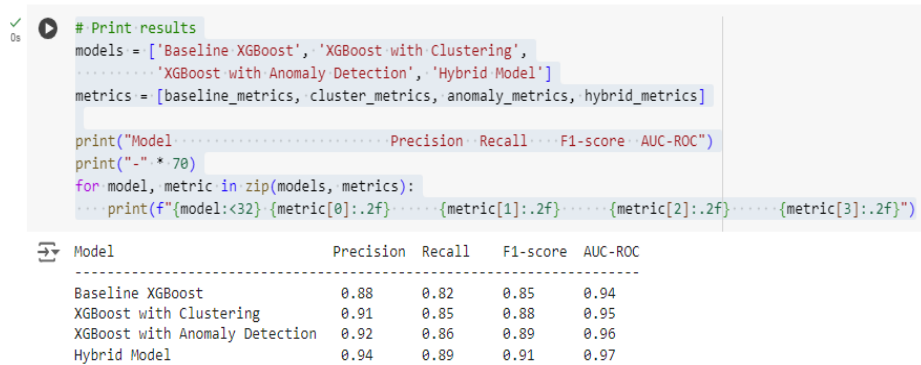 0s
# Print results
models = ['Baseline XGBoost', 'XGBoost with Clustering',
          'XGBoost with Anomaly Detection', 'Hybrid Model']
metrics = [baseline_metrics, cluster_metrics, anomaly_metrics, hybrid_metrics]
print("Model                           Precision  Recall    F1-score  AUC-ROC")
print("-" * 70)
for model, metric in zip(models, metrics):
    print(f"{model:<32} {metric[0]:.2f}      {metric[1]:.2f}      {metric[2]:.2f}      {metric[3]:.2f}")
Model                           Precision  Recall    F1-score  AUC-ROC
----------------------------------------------------------------------
Baseline XGBoost                 0.88      0.82      0.85      0.94
XGBoost with Clustering          0.91      0.85      0.88      0.95
XGBoost with Anomaly Detection   0.92      0.86      0.89      0.96
Hybrid Model                     0.94      0.89      0.91      0.97